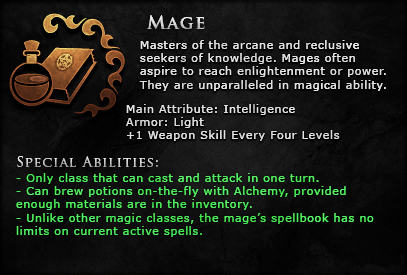 Mage
Masters of the arcane and reclusive
seekers of knowledge. Mages often
aspire to reach enlightenment or power.
They are unparalleled in magical ability.
Main Attribute: Intelligence
Armor: Light
+1 Weapon Skill Every Four Levels
Special Abilities:
- Only class that can cast and attack in one turn.
- Can brew potions on-the-fly with Alchemy, provided
enough materials are in the inventory.
- Unlike other magic classes, the mage's spellbook has no
limits on current active spells.